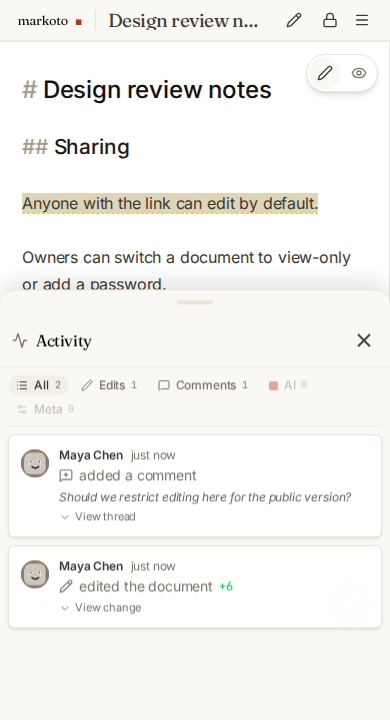 markoto
Design review n...
# Design review notes
## Sharing
Anyone with the link can edit by default.
Owners can switch a document to view-only
or add a password.
Activity
All 2 Edits 1 Comments 1 AI 0
Meta 0
Maya Chen just now
added a comment
Should we restrict editing here for the public version?
View thread
Maya Chen just now
edited the document +6
View change